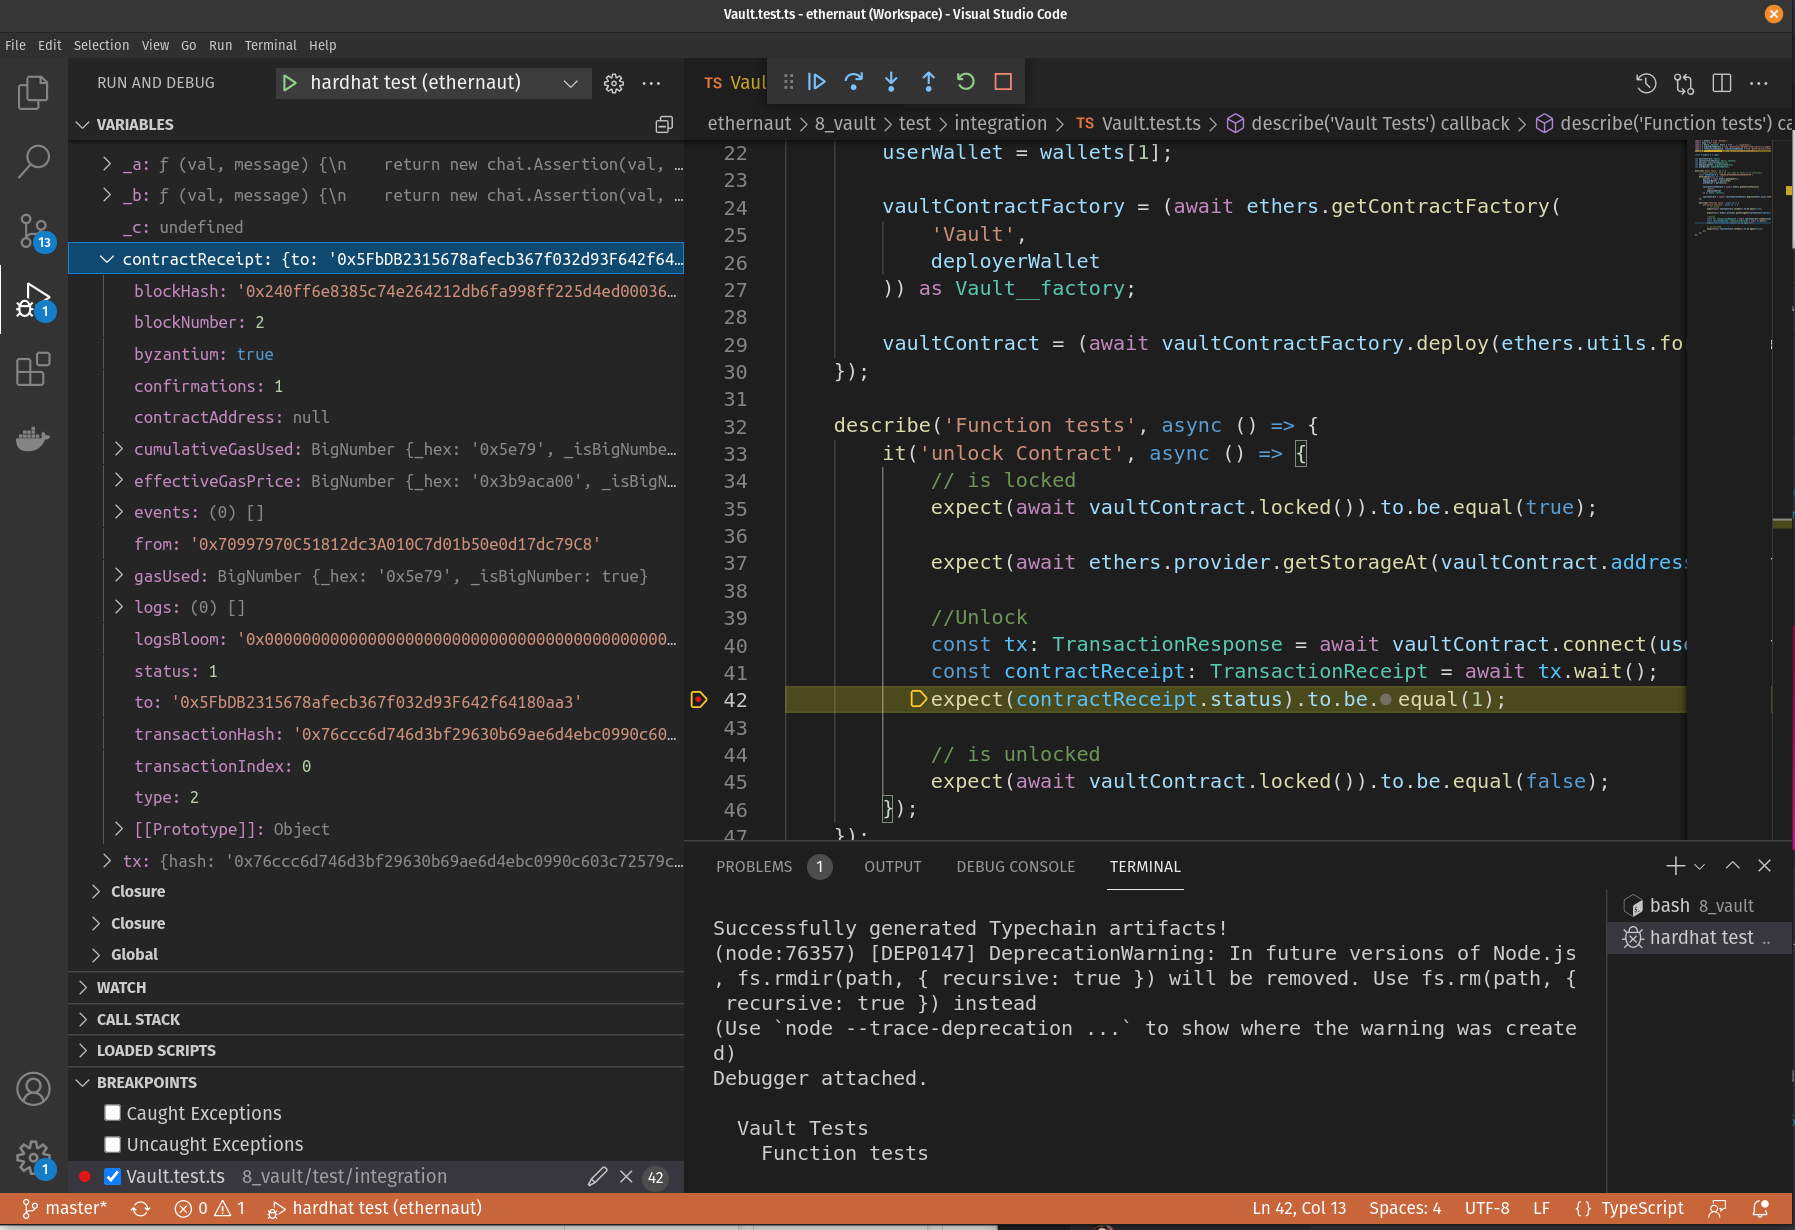 Vault.test.ts - ethernaut (Workspace) - Visual Studio Code
File Edit Selection View Go Run Terminal Help
RUN AND DEBUG
hardhat test (ethernaut)
VARIABLES
_a: ƒ (val, message) {\n    return new chai.Assertion(val, …
_b: ƒ (val, message) {\n    return new chai.Assertion(val, …
_c: undefined
contractReceipt: {to: '0x5FbDB2315678afecb367f032d93F642f64…
blockHash: '0x240ff6e8385c74e264212db6fa998ff225d4ed00036…
blockNumber: 2
byzantium: true
confirmations: 1
contractAddress: null
cumulativeGasUsed: BigNumber {_hex: '0x5e79', _isBigNumbe…
effectiveGasPrice: BigNumber {_hex: '0x3b9aca00', _isBigN…
events: (0) []
from: '0x70997970C51812dc3A010C7d01b50e0d17dc79C8'
gasUsed: BigNumber {_hex: '0x5e79', _isBigNumber: true}
logs: (0) []
logsBloom: '0x00000000000000000000000000000000000000000…
status: 1
to: '0x5FbDB2315678afecb367f032d93F642f64180aa3'
transactionHash: '0x76ccc6d746d3bf29630b69ae6d4ebc0990c60…
transactionIndex: 0
type: 2
[[Prototype]]: Object
tx: {hash: '0x76ccc6d746d3bf29630b69ae6d4ebc0990c603c72579c…
Closure
Closure
Global
WATCH
CALL STACK
LOADED SCRIPTS
BREAKPOINTS
Caught Exceptions
Uncaught Exceptions
Vault.test.ts 8_vault/test/integration 42
13
1
1
TS Vaul
ethernaut > 8_vault > test > integration > TS Vault.test.ts > describe('Vault Tests') callback > describe('Function tests') ca
22 userWallet = wallets[1];
23
24 vaultContractFactory = (await ethers.getContractFactory(
25 'Vault',
26 deployerWallet
27 )) as Vault__factory;
28
29 vaultContract = (await vaultContractFactory.deploy(ethers.utils.fo
30 });
31
32 describe('Function tests', async () => {
33 it('unlock Contract', async () => {
34 // is locked
35 expect(await vaultContract.locked()).to.be.equal(true);
36
37 expect(await ethers.provider.getStorageAt(vaultContract.address
38
39 //Unlock
40 const tx: TransactionResponse = await vaultContract.connect(use
41 const contractReceipt: TransactionReceipt = await tx.wait();
42 expect(contractReceipt.status).to.be. equal(1);
43
44 // is unlocked
45 expect(await vaultContract.locked()).to.be.equal(false);
46 });
47 });
PROBLEMS 1 OUTPUT DEBUG CONSOLE TERMINAL
Successfully generated Typechain artifacts!
(node:76357) [DEP0147] DeprecationWarning: In future versions of Node.js
, fs.rmdir(path, { recursive: true }) will be removed. Use fs.rm(path, {
recursive: true }) instead
(Use `node --trace-deprecation ...` to show where the warning was create
d)
Debugger attached.
Vault Tests
Function tests
bash 8_vault
hardhat test ..
master* 0 1 hardhat test (ethernaut) Ln 42, Col 13 Spaces: 4 UTF-8 LF {} TypeScript